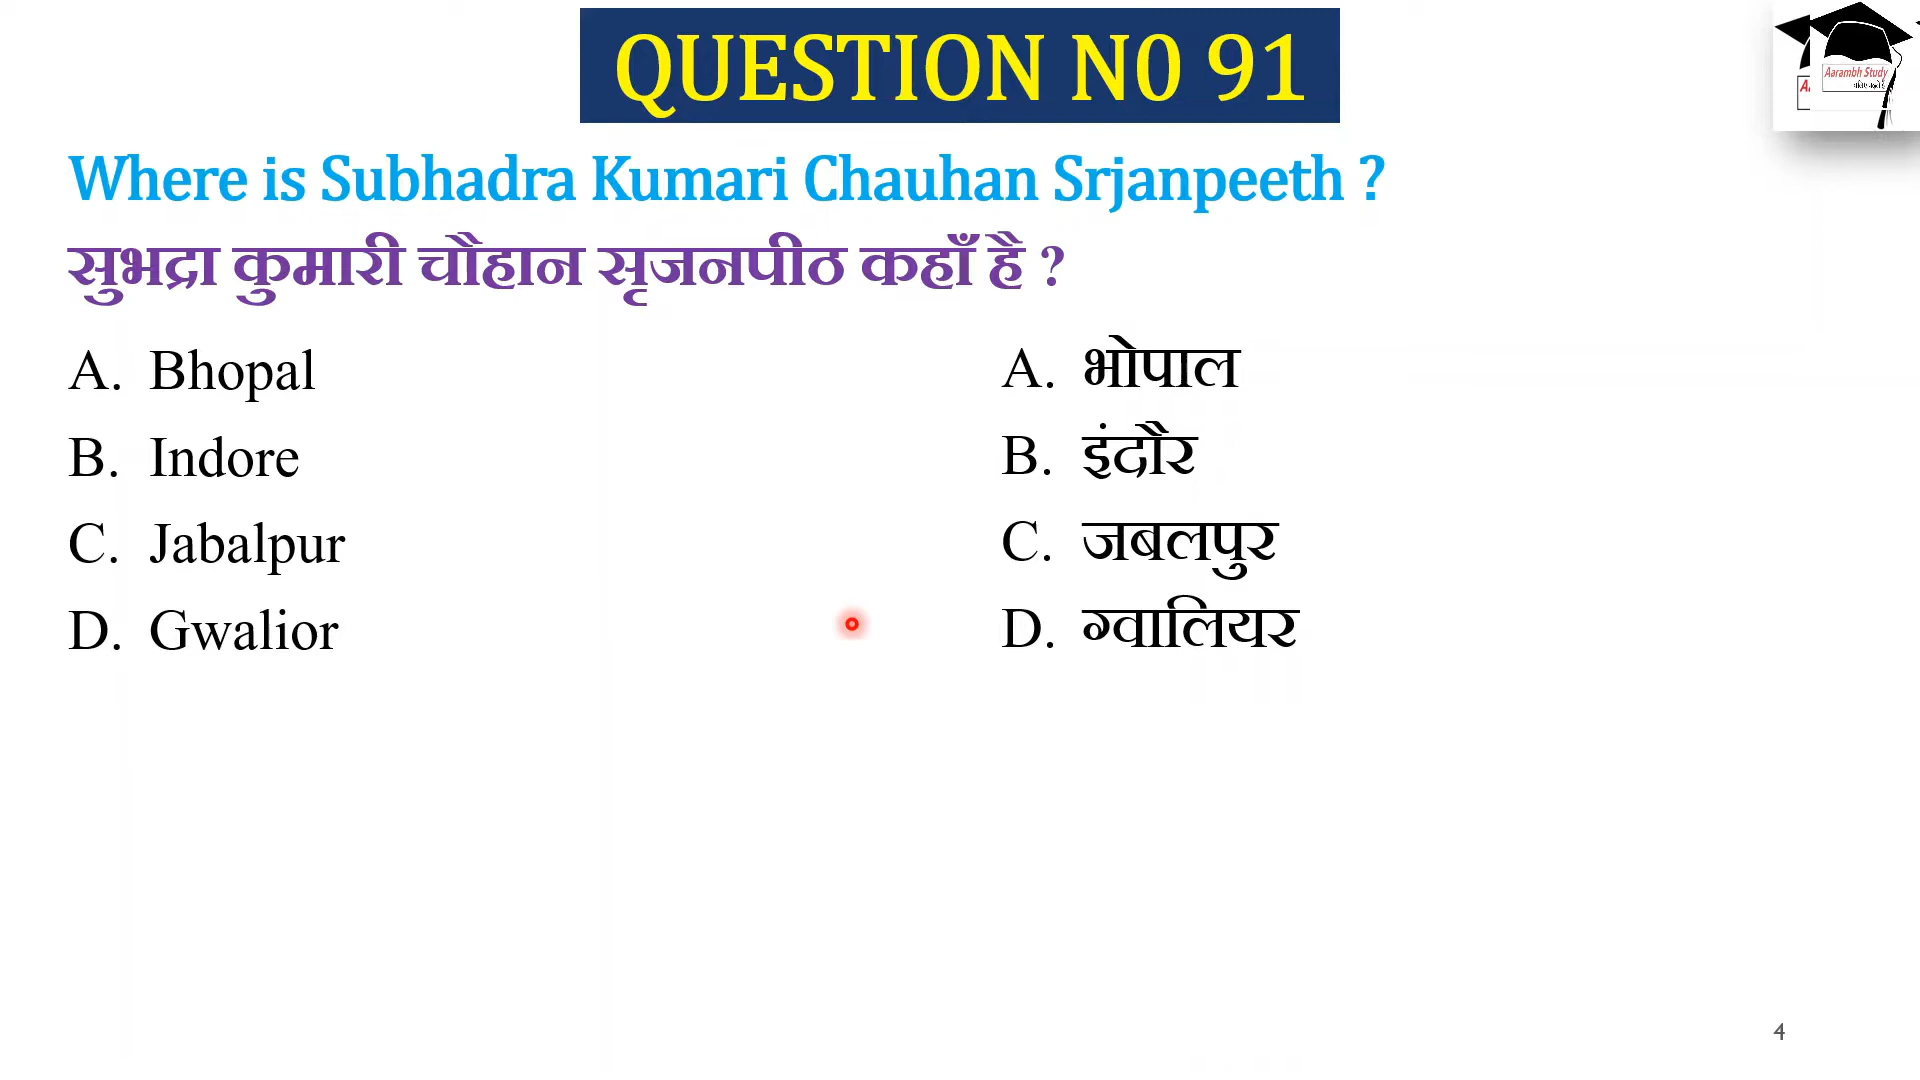 QUESTION N0 91
Aarambh Study
Where is Subhadra Kumari Chauhan Srjanpeeth ?
सुभद्रा कुमारी चौहान सृजनपीठ कहाँ है ?
A. Bhopal
B. Indore
C. Jabalpur
D. Gwalior
A. भोपाल
B. इंदौर
C. जबलपुर
D. ग्वालियर
4